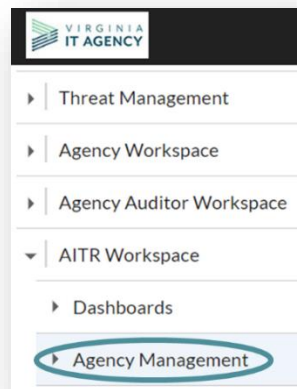 VIRGINIA
IT AGENCY
Threat Management
Agency Workspace
Agency Auditor Workspace
AITR Workspace
Dashboards
Agency Management